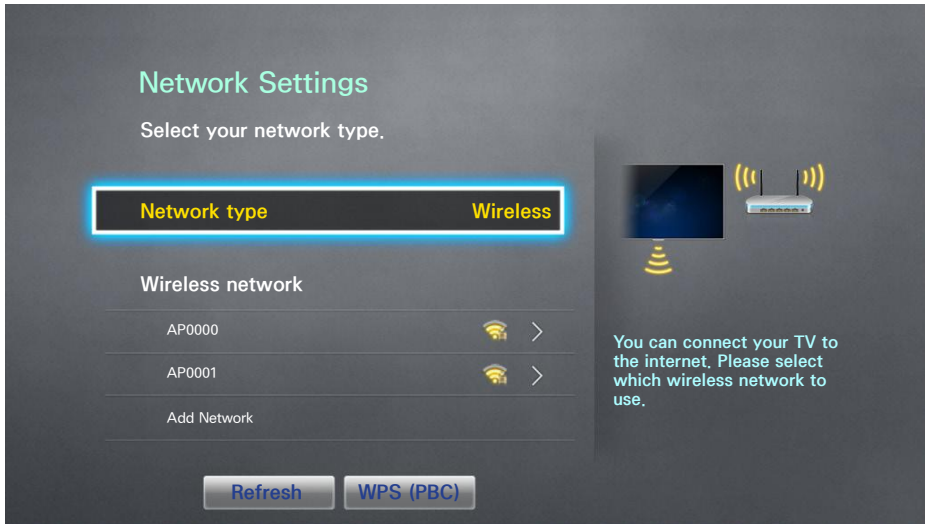 Network Settings
Select your network type.
Network type Wireless
Wireless network
AP0000
AP0001
Add Network
You can connect your TV to
the internet. Please select
which wireless network to
use.
Refresh WPS (PBC)